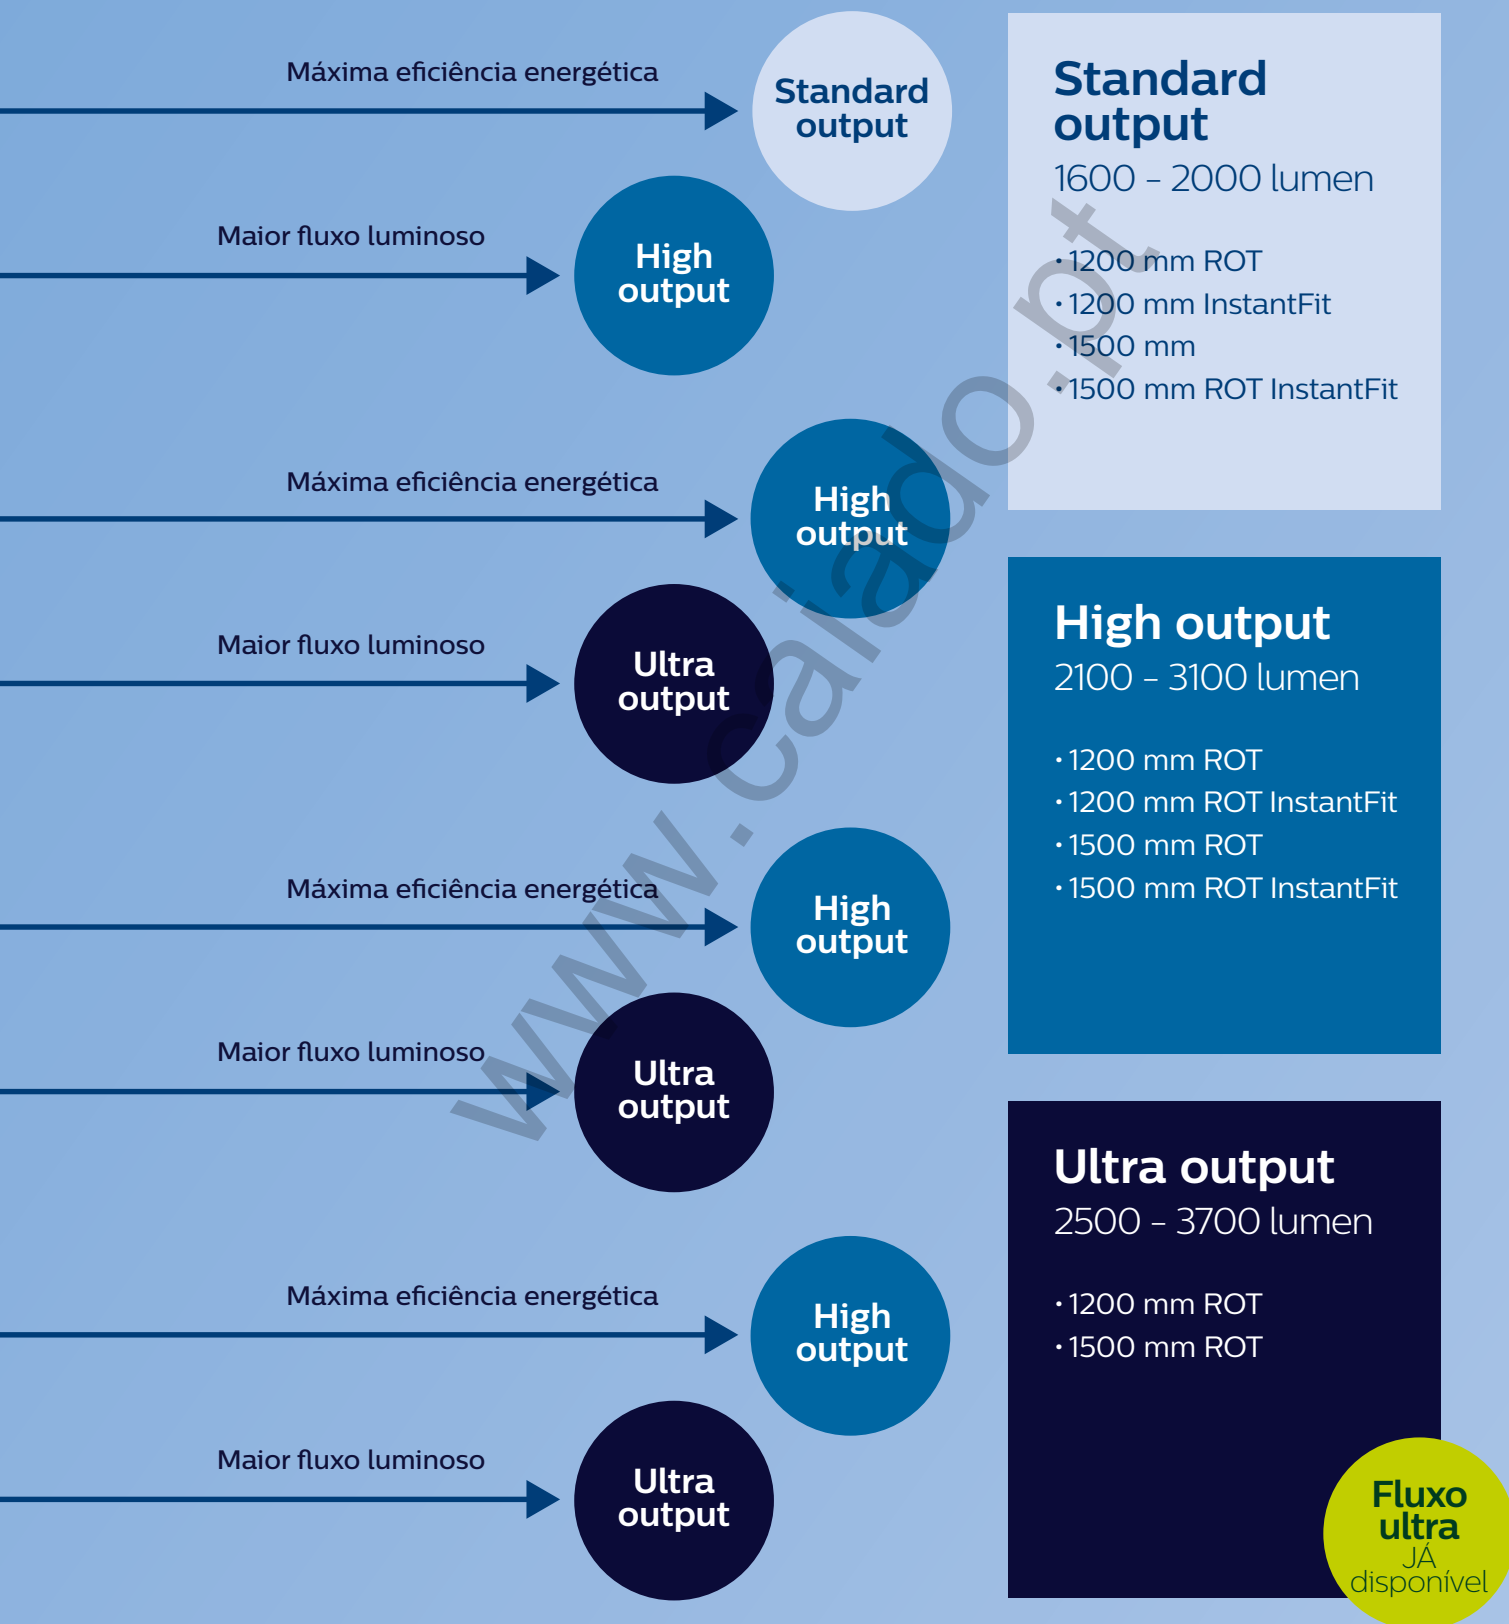 Máxima eficiência energética
Standard
output
Maior fluxo luminoso
High
output
Máxima eficiência energética
High
output
Maior fluxo luminoso
Ultra
output
Máxima eficiência energética
High
output
Maior fluxo luminoso
Ultra
output
Máxima eficiência energética
High
output
Maior fluxo luminoso
Ultra
output
Standard
output
1600 – 2000 lumen
• 1200 mm ROT
• 1200 mm InstantFit
• 1500 mm
• 1500 mm ROT InstantFit
High output
2100 – 3100 lumen
• 1200 mm ROT
• 1200 mm ROT InstantFit
• 1500 mm ROT
• 1500 mm ROT InstantFit
Ultra output
2500 – 3700 lumen
• 1200 mm ROT
• 1500 mm ROT
Fluxo
ultra
JÁ
disponível
www.caiado.pt